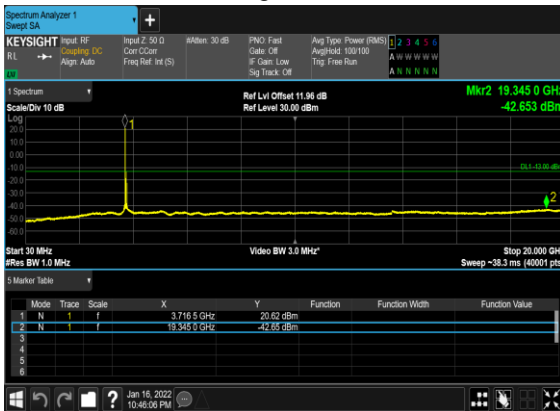 Spectrum Analyzer 1
Swept SA
KEYSIGHT Input: RF Input Z: 50 Ω #Atten: 30 dB PNO: Fast Avg Type: Power (RMS) 1 2 3 4 5 6
RL Coupling: DC Corr CCorr Gate: Off Avg|Hold: 100/100 A W W W W W
Align: Auto Freq Ref: Int (S) IF Gain: Low Trig: Free Run
Sig Track: Off A N N N N N
1 Spectrum Ref Lvl Offset 11.96 dB Mkr2 19.345 0 GHz
Scale/Div 10 dB Ref Level 30.00 dBm -42.653 dBm
Log
20.0
10.0
0.00
-10.0
-20.0
-30.0
-40.0
-50.0
-60.0
1
DL1 -13.00 dBm
2
Start 30 MHz Video BW 3.0 MHz* Stop 20.000 GHz
#Res BW 1.0 MHz Sweep ~38.3 ms (40001 pts)
5 Marker Table
Mode Trace Scale X Y Function Function Width Function Value
1 N 1 f 3.716 5 GHz 20.62 dBm
2 N 1 f 19.345 0 GHz -42.65 dBm
3
4
5
6
? Jan 16, 2022
10:46:06 PM